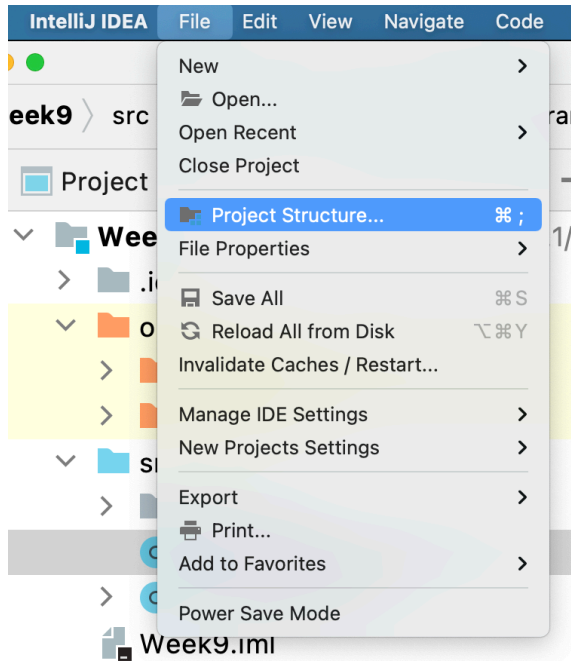 IntelliJ IDEA File Edit View Navigate Code
New
Open...
eek9 src
Open Recent
Close Project
Project
Project Structure... ⌘ ;
Wee
File Properties
.i
Save All ⌘ S
Reload All from Disk ⌥ ⌘ Y
Invalidate Caches / Restart...
Manage IDE Settings
New Projects Settings
Export
Print...
Add to Favorites
Power Save Mode
Week9.iml